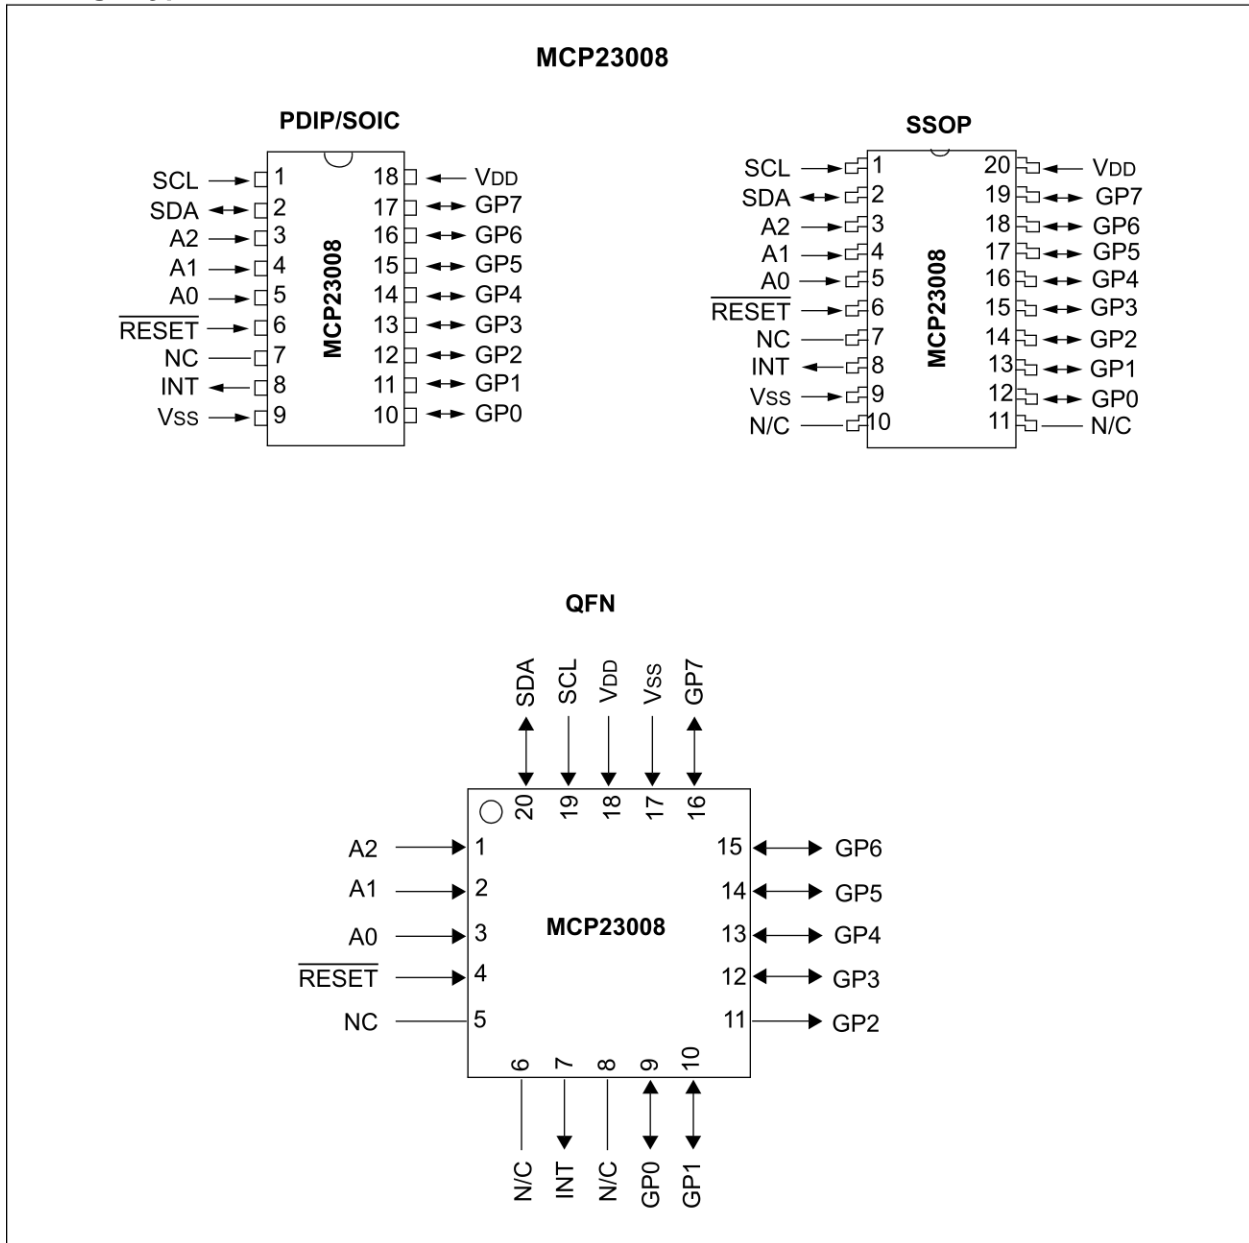 MCP23008
PDIP/SOIC
SCL 1
SDA 2
A2 3
A1 4
A0 5
RESET 6
NC 7
INT 8
VSS 9
MCP23008
18 VDD
17 GP7
16 GP6
15 GP5
14 GP4
13 GP3
12 GP2
11 GP1
10 GP0
SSOP
SCL 1
SDA 2
A2 3
A1 4
A0 5
RESET 6
NC 7
INT 8
VSS 9
N/C 10
MCP23008
20 VDD
19 GP7
18 GP6
17 GP5
16 GP4
15 GP3
14 GP2
13 GP1
12 GP0
11 N/C
QFN
SDA SCL VDD VSS GP7
20 19 18 17 16
A2 1
A1 2
A0 3
RESET 4
NC 5
MCP23008
15 GP6
14 GP5
13 GP4
12 GP3
11 GP2
6 7 8 9 10
N/C INT N/C GP0 GP1